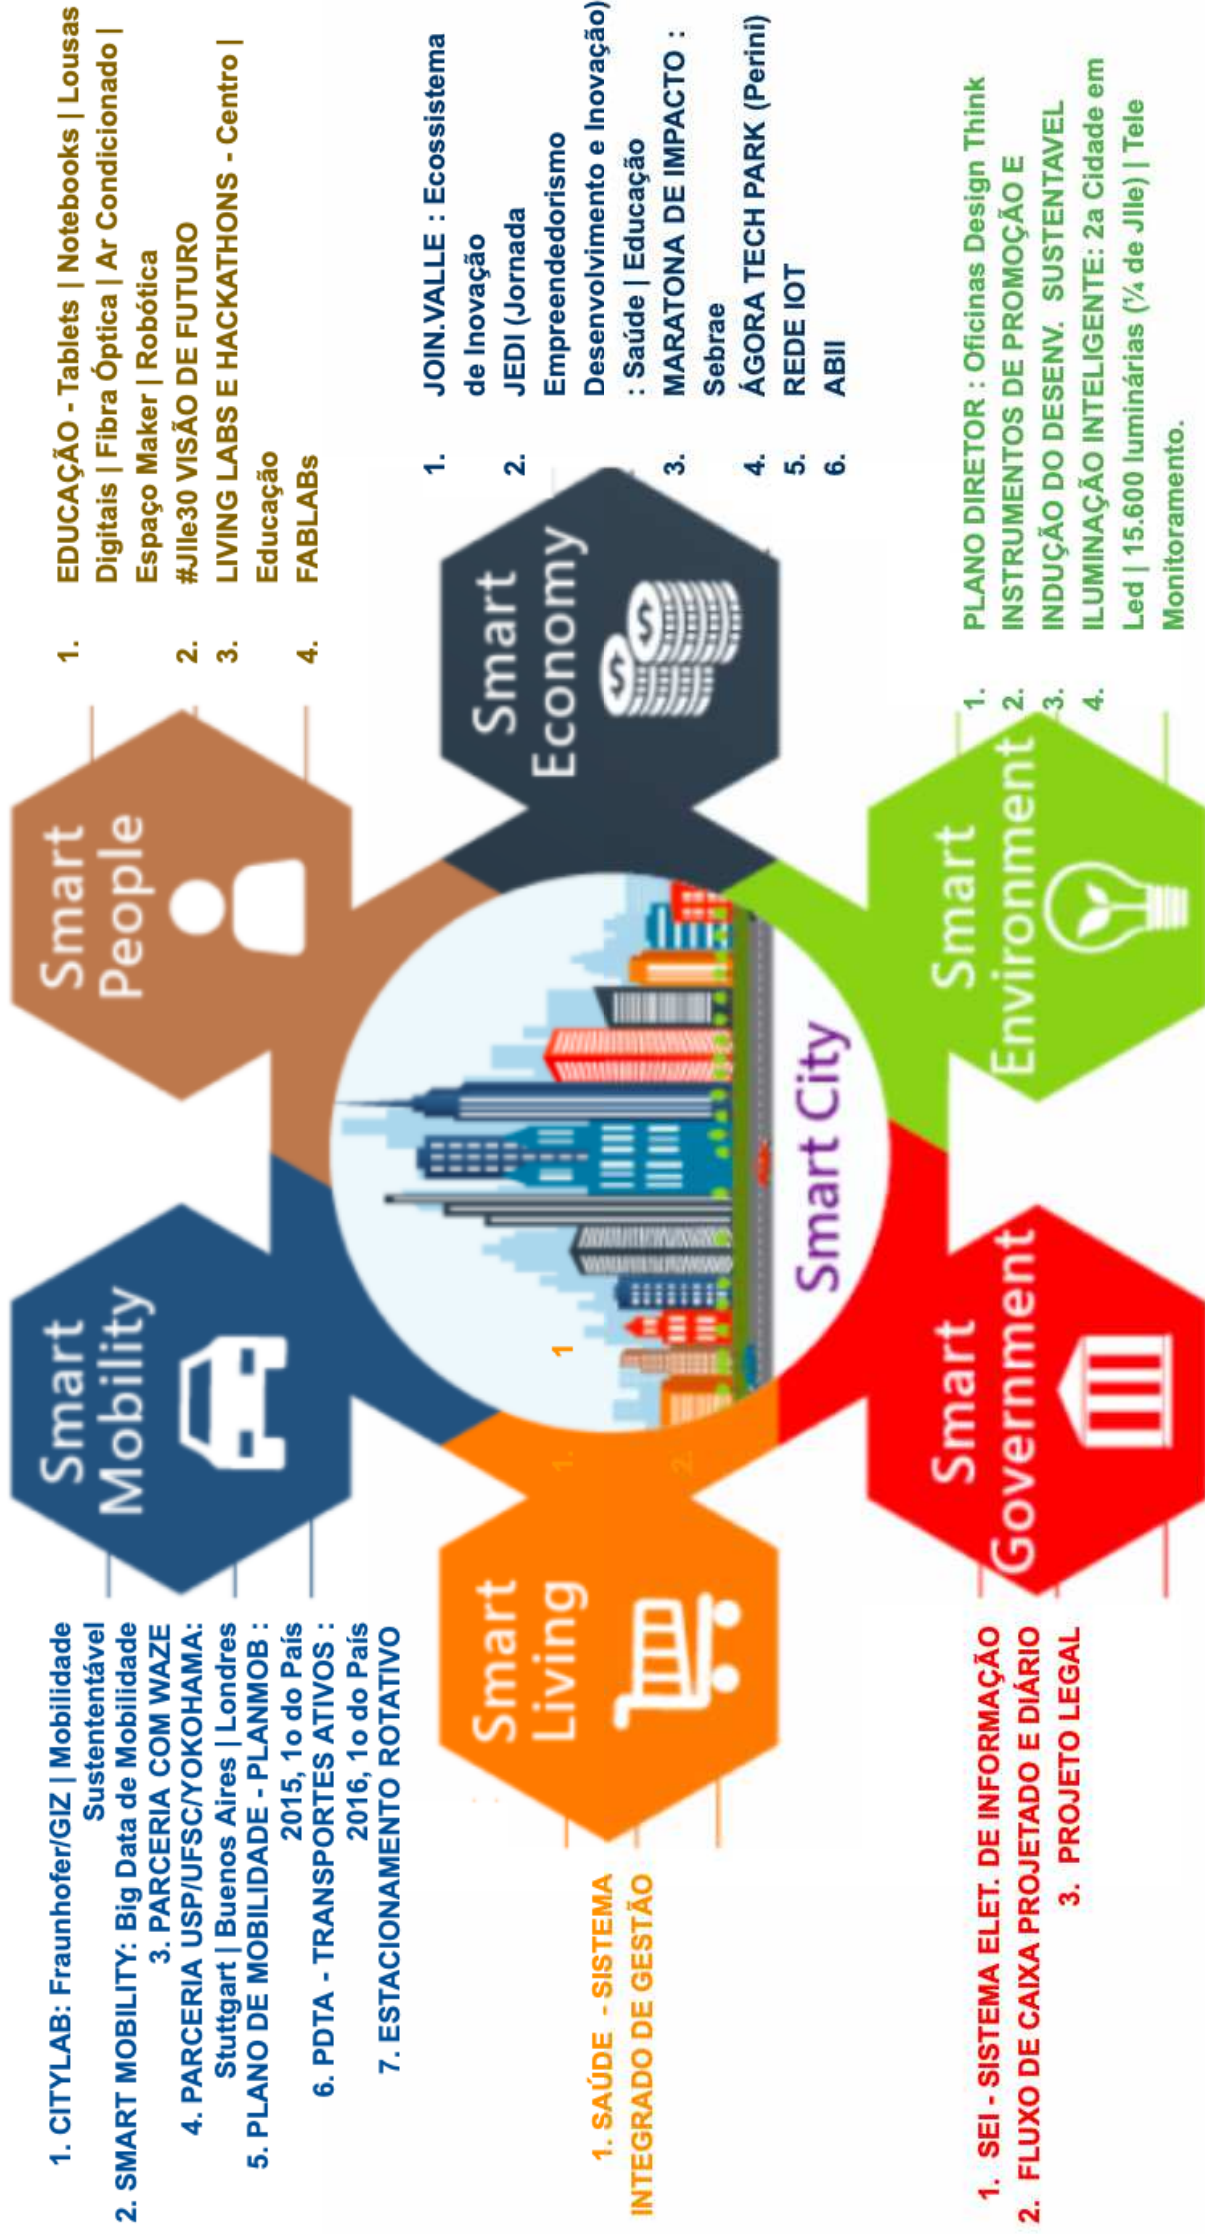 1. CITYLAB: Fraunhofer/GIZ | Mobilidade
Sustententável
2. SMART MOBILITY: Big Data de Mobilidade
3. PARCERIA COM WAZE
4. PARCERIA USP/UFSC/YOKOHAMA:
Stuttgart | Buenos Aires | Londres
5. PLANO DE MOBILIDADE - PLANMOB :
2015, 1o do País
6. PDTA - TRANSPORTES ATIVOS :
2016, 1o do País
7. ESTACIONAMENTO ROTATIVO
Smart
Mobility
Smart
People
1. EDUCAÇÃO - Tablets | Notebooks | Lousas
Digitais | Fibra Óptica | Ar Condicionado |
Espaço Maker | Robótica
2. #Jlle30 VISÃO DE FUTURO
3. LIVING LABS E HACKATHONS - Centro |
Educação
4. FABLABs
1. SAÚDE - SISTEMA
INTEGRADO DE GESTÃO
Smart
Living
1.
2.
1
Smart City
Smart
Economy
1. JOIN.VALLE : Ecossistema
de Inovação
2. JEDI (Jornada
Empreendedorismo
Desenvolvimento e Inovação)
: Saúde | Educação
3. MARATONA DE IMPACTO :
Sebrae
4. ÁGORA TECH PARK (Perini)
5. REDE IOT
6. ABII
1. SEI - SISTEMA ELET. DE INFORMAÇÃO
2. FLUXO DE CAIXA PROJETADO E DIÁRIO
3. PROJETO LEGAL
Smart
Government
Smart
Environment
1. PLANO DIRETOR : Oficinas Design Think
2. INSTRUMENTOS DE PROMOÇÃO E
3. INDUÇÃO DO DESENV. SUSTENTAVEL
4. ILUMINAÇÃO INTELIGENTE: 2a Cidade em
Led | 15.600 luminárias (¼ de Jlle) | Tele
Monitoramento.